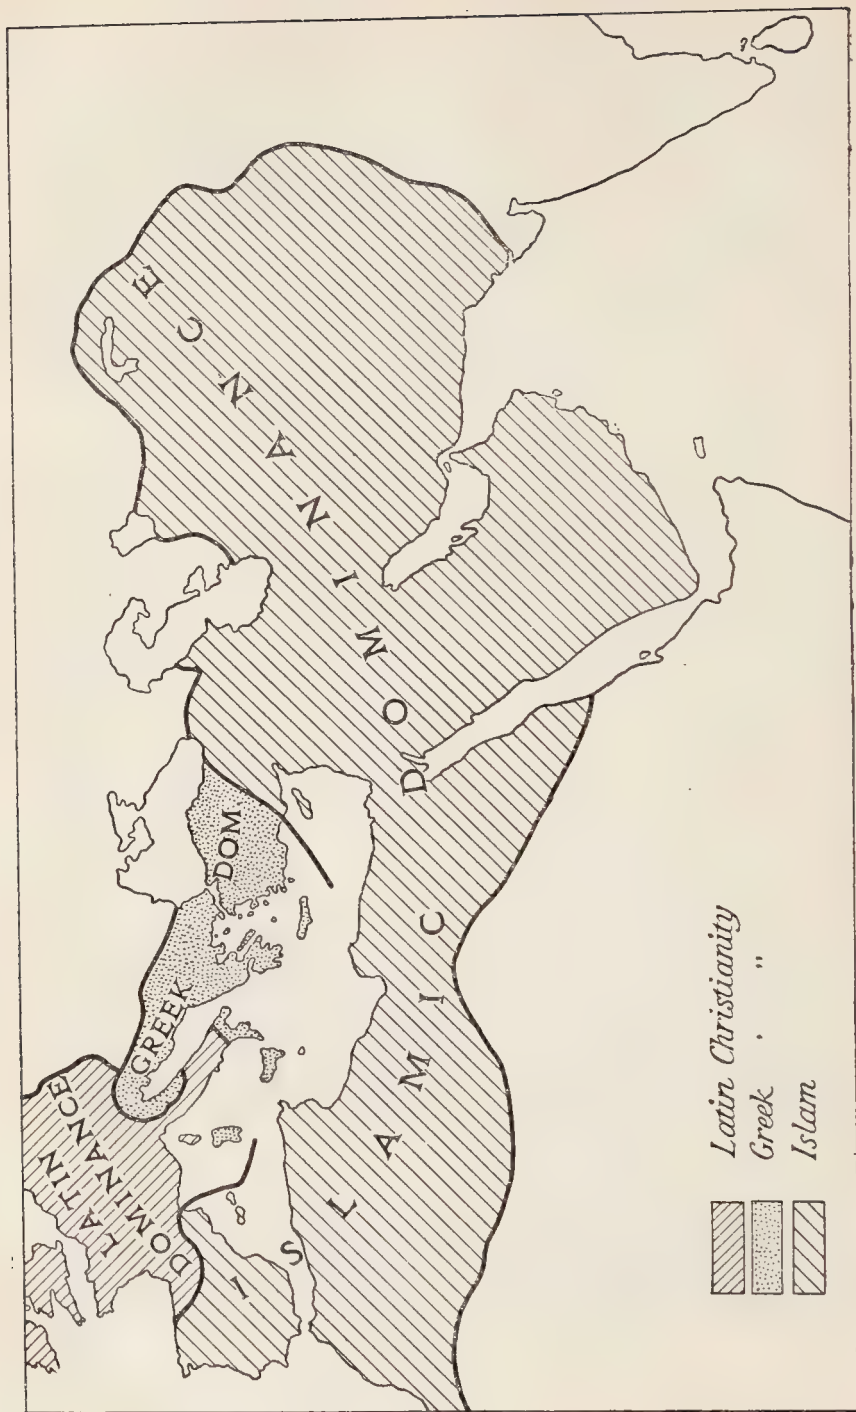 LATIN
DOMINANCE
GREEK
DOM.
ISLAMIC DOMINANCE
Latin Christianity
Greek ' "
Islam